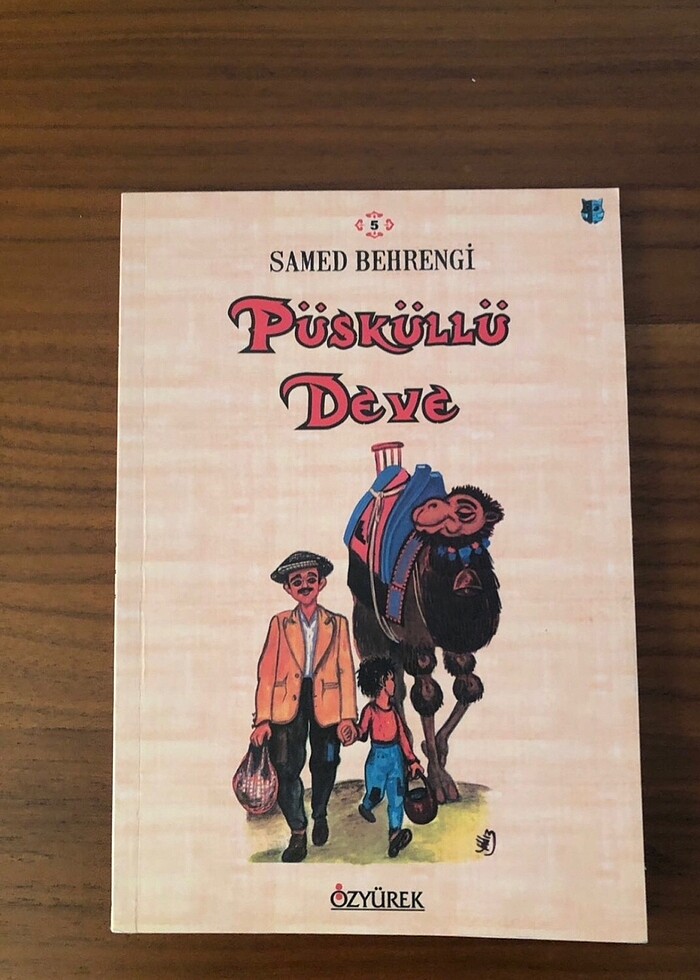 5
SAMED BEHRENGİ
PÜSKÜLLÜ
DEVE
ÖZYÜREK